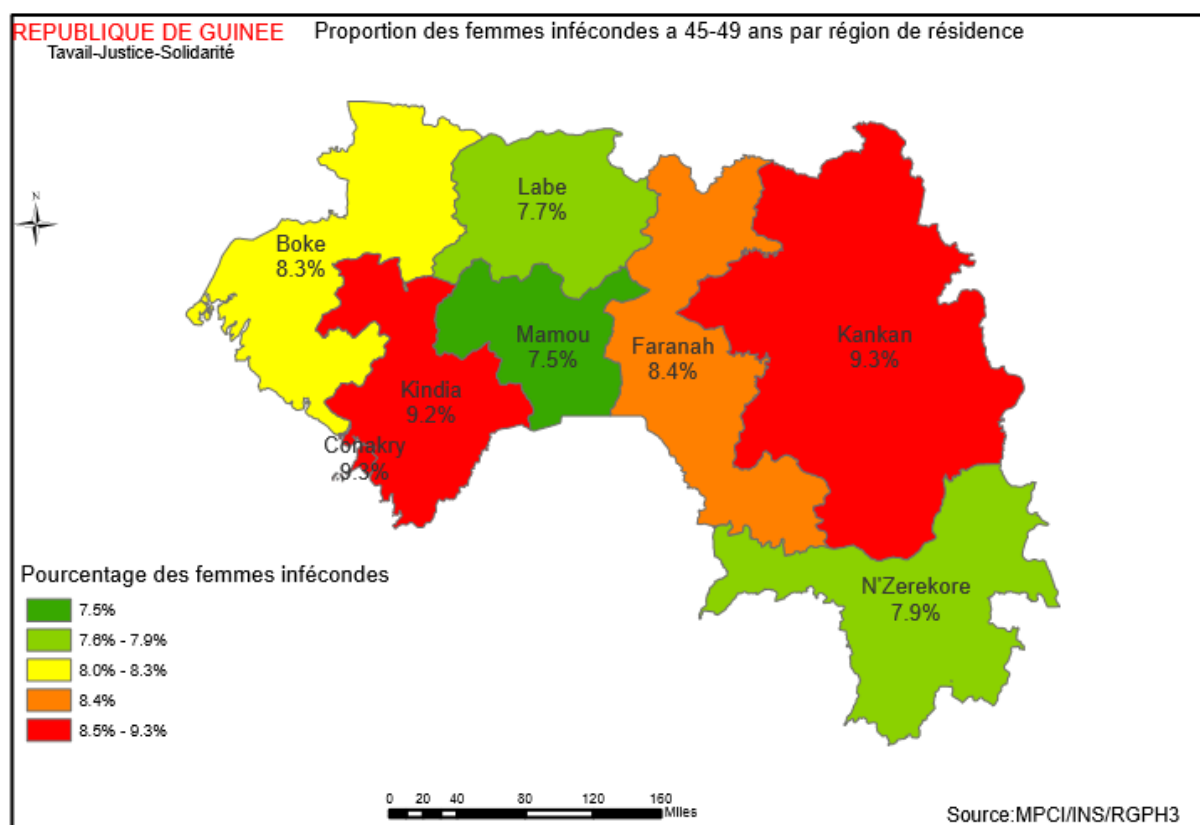 REPUBLIQUE DE GUINEE
Tavail-Justice-Solidarité
Proportion des femmes infécondes a 45-49 ans par région de résidence
N
Labe
7.7%
Boke
8.3%
Mamou
7.5%
Faranah
8.4%
Kankan
9.3%
Kindia
9.2%
Conakry
9.3%
N'Zerekore
7.9%
Pourcentage des femmes infécondes
7.5%
7.6% - 7.9%
8.0% - 8.3%
8.4%
8.5% - 9.3%
0 20 40 80 120 160
Miles
Source:MPCI/INS/RGPH3